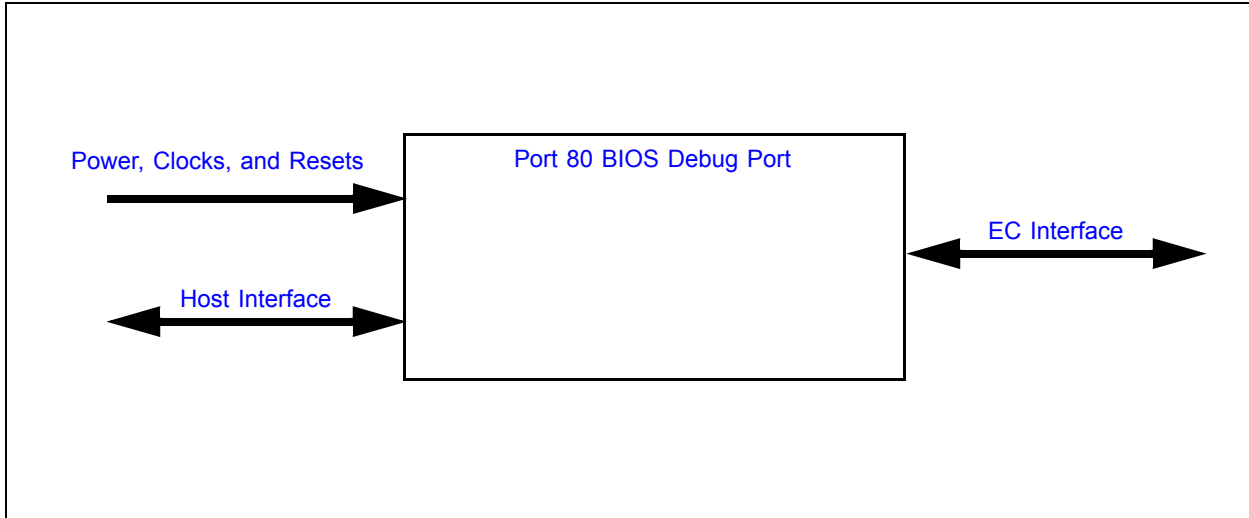 Port 80 BIOS Debug Port
Power, Clocks, and Resets
EC Interface
Host Interface